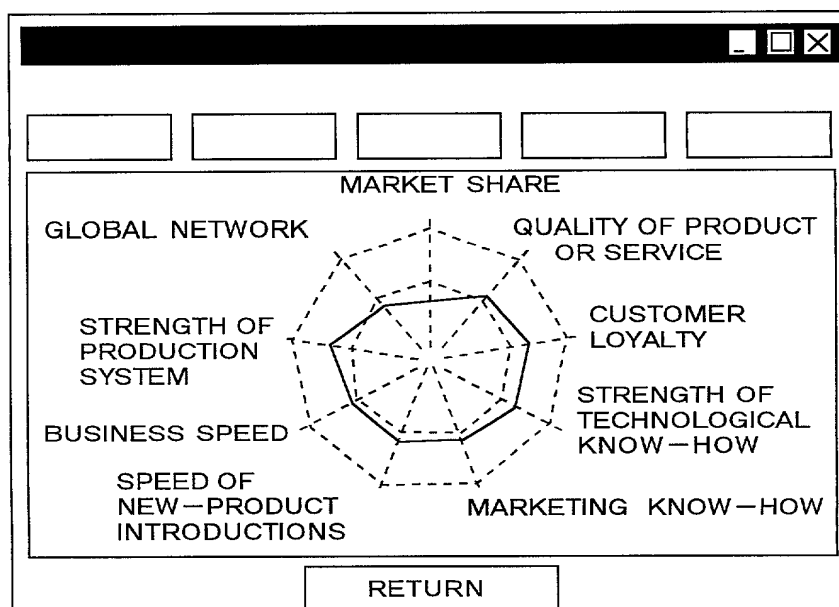 MARKET SHARE
GLOBAL NETWORK
QUALITY OF PRODUCT
OR SERVICE
STRENGTH OF
PRODUCTION
SYSTEM
CUSTOMER
LOYALTY
STRENGTH OF
TECHNOLOGICAL
KNOW—HOW
BUSINESS SPEED
SPEED OF
NEW—PRODUCT
INTRODUCTIONS
MARKETING KNOW—HOW
RETURN